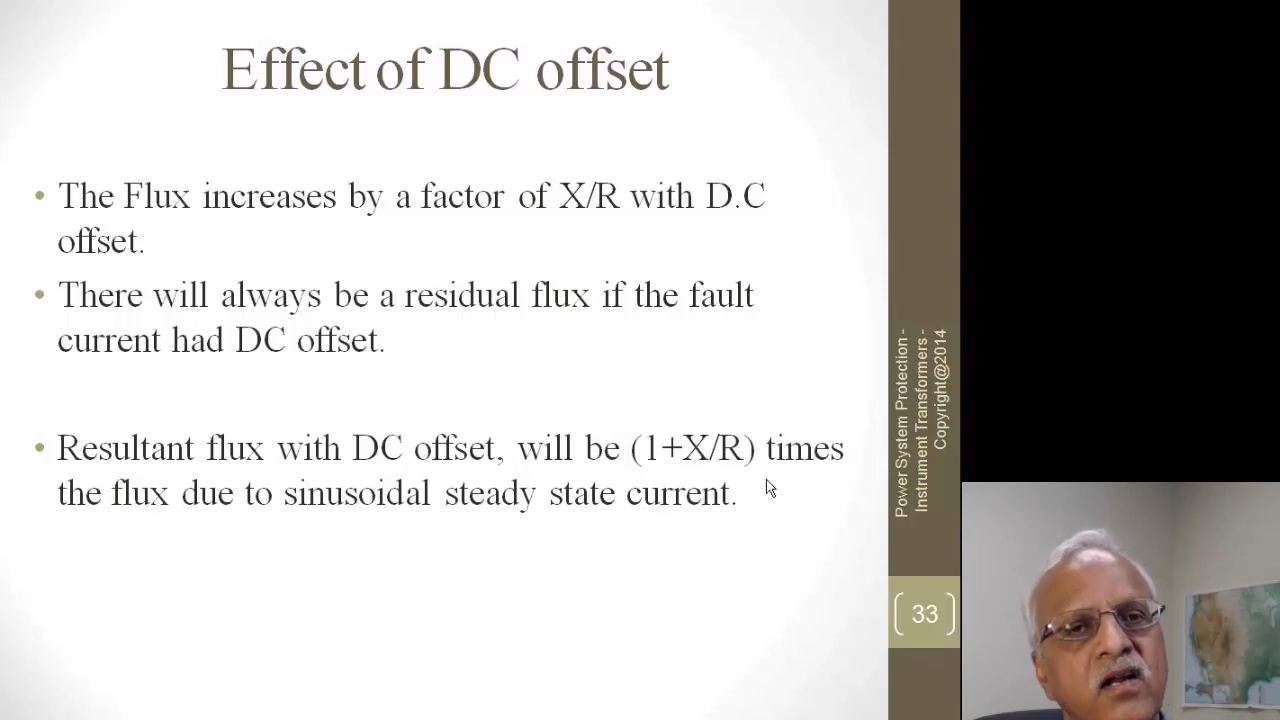 Effect of DC offset
• The Flux increases by a factor of X/R with D.C
offset.
• There will always be a residual flux if the fault
current had DC offset.
• Resultant flux with DC offset, will be (1+X/R) times
the flux due to sinusoidal steady state current.
Power System Protection -
Instrument Transformers -
Copyright@2014
33